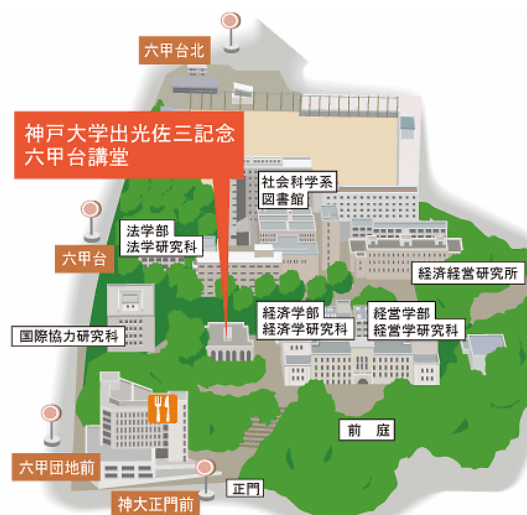 六甲台北
神戸大学出光佐三記念
六甲台講堂
社会科学系
図書館
法学部
法学研究科
六甲台
経済経営研究所
経済学部
経済学研究科
経営学部
経営学研究科
国際協力研究科
前 庭
六甲団地前
正門
神大正門前